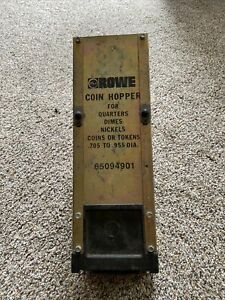 ROWE
COIN HOPPER
FOR
QUARTERS
DIMES
NICKELS
COINS OR TOKENS
.705 TO .955 DIA.
65094901